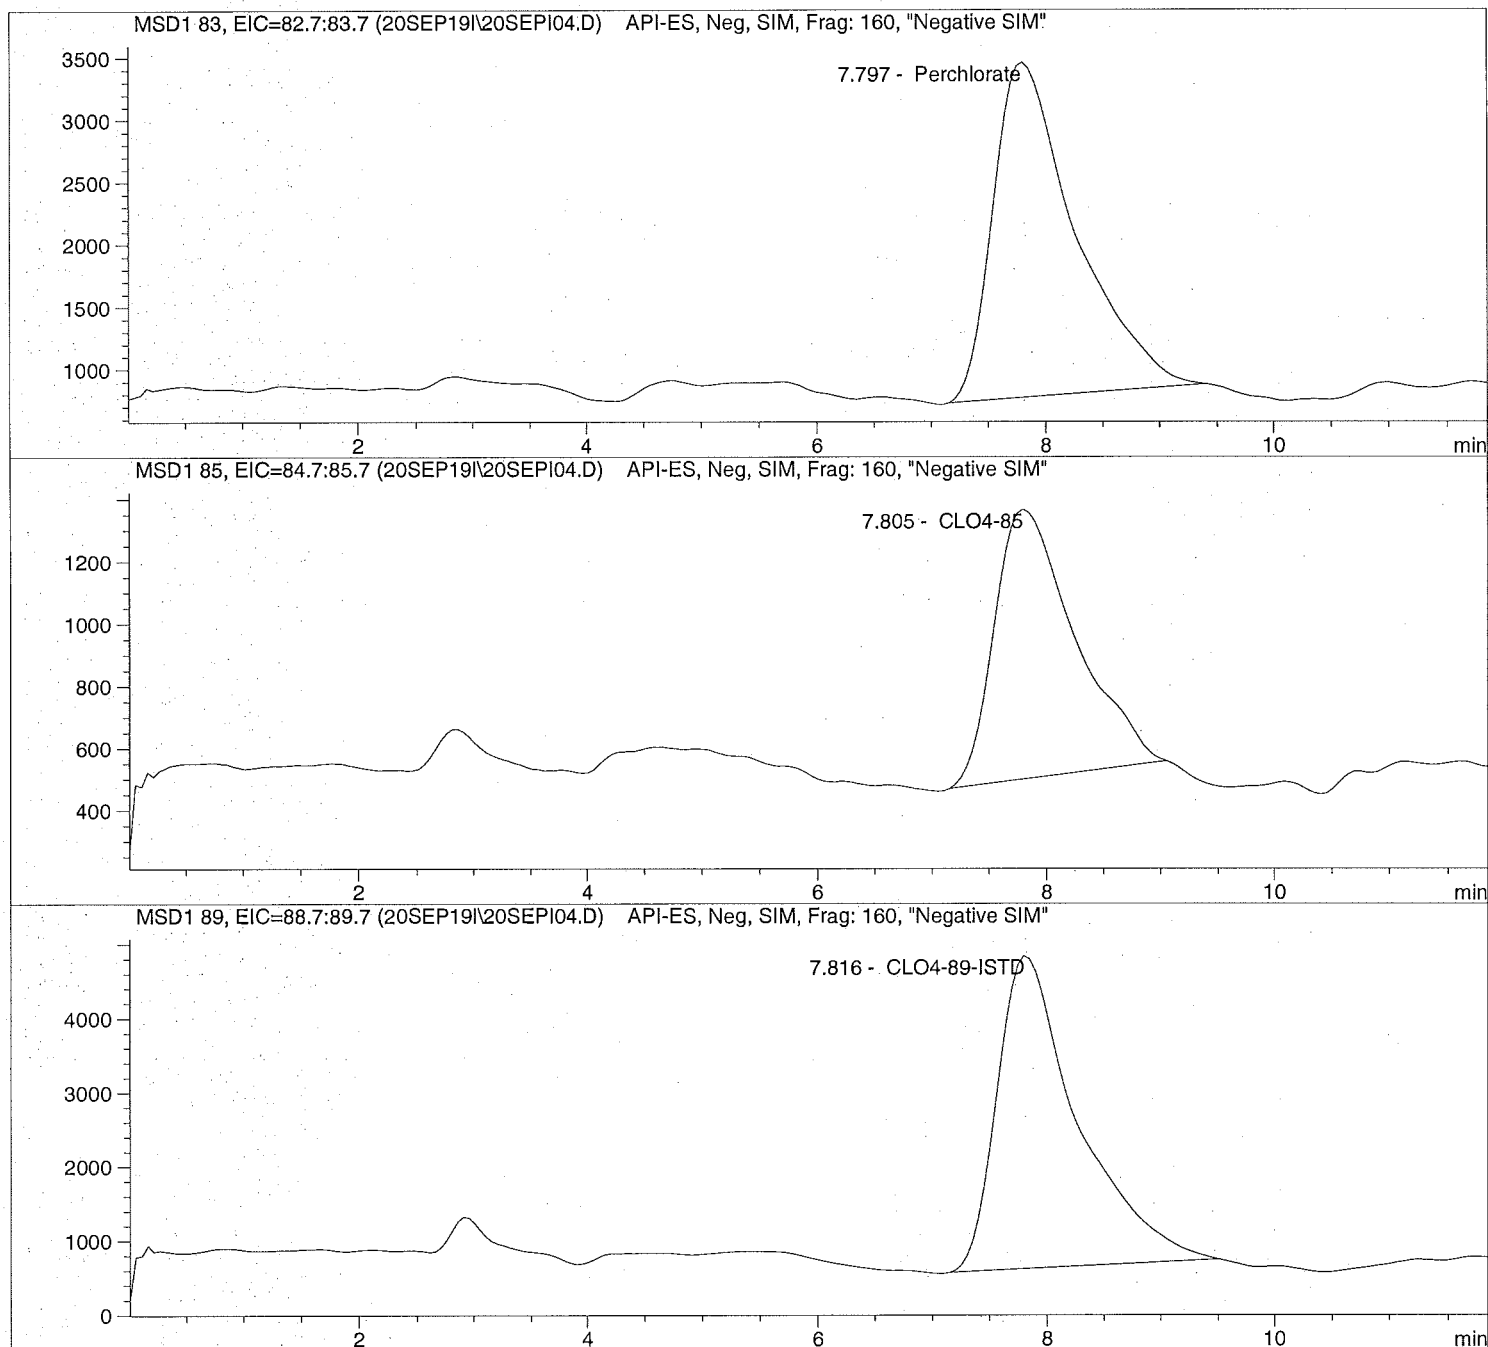 MSD1 83, EIC=82.7:83.7 (20SEP19I\20SEPI04.D) API-ES, Neg, SIM, Frag: 160, "Negative SIM"
7.797 - Perchlorate
3500
3000
2500
2000
1500
1000
2 4 6 8 10 min
MSD1 85, EIC=84.7:85.7 (20SEP19I\20SEPI04.D) API-ES, Neg, SIM, Frag: 160, "Negative SIM"
7.805 - CLO4-85
1200
1000
800
600
400
2 4 6 8 10 min
MSD1 89, EIC=88.7:89.7 (20SEP19I\20SEPI04.D) API-ES, Neg, SIM, Frag: 160, "Negative SIM"
7.816 - CLO4-89-ISTD
4000
3000
2000
1000
0
2 4 6 8 10 min